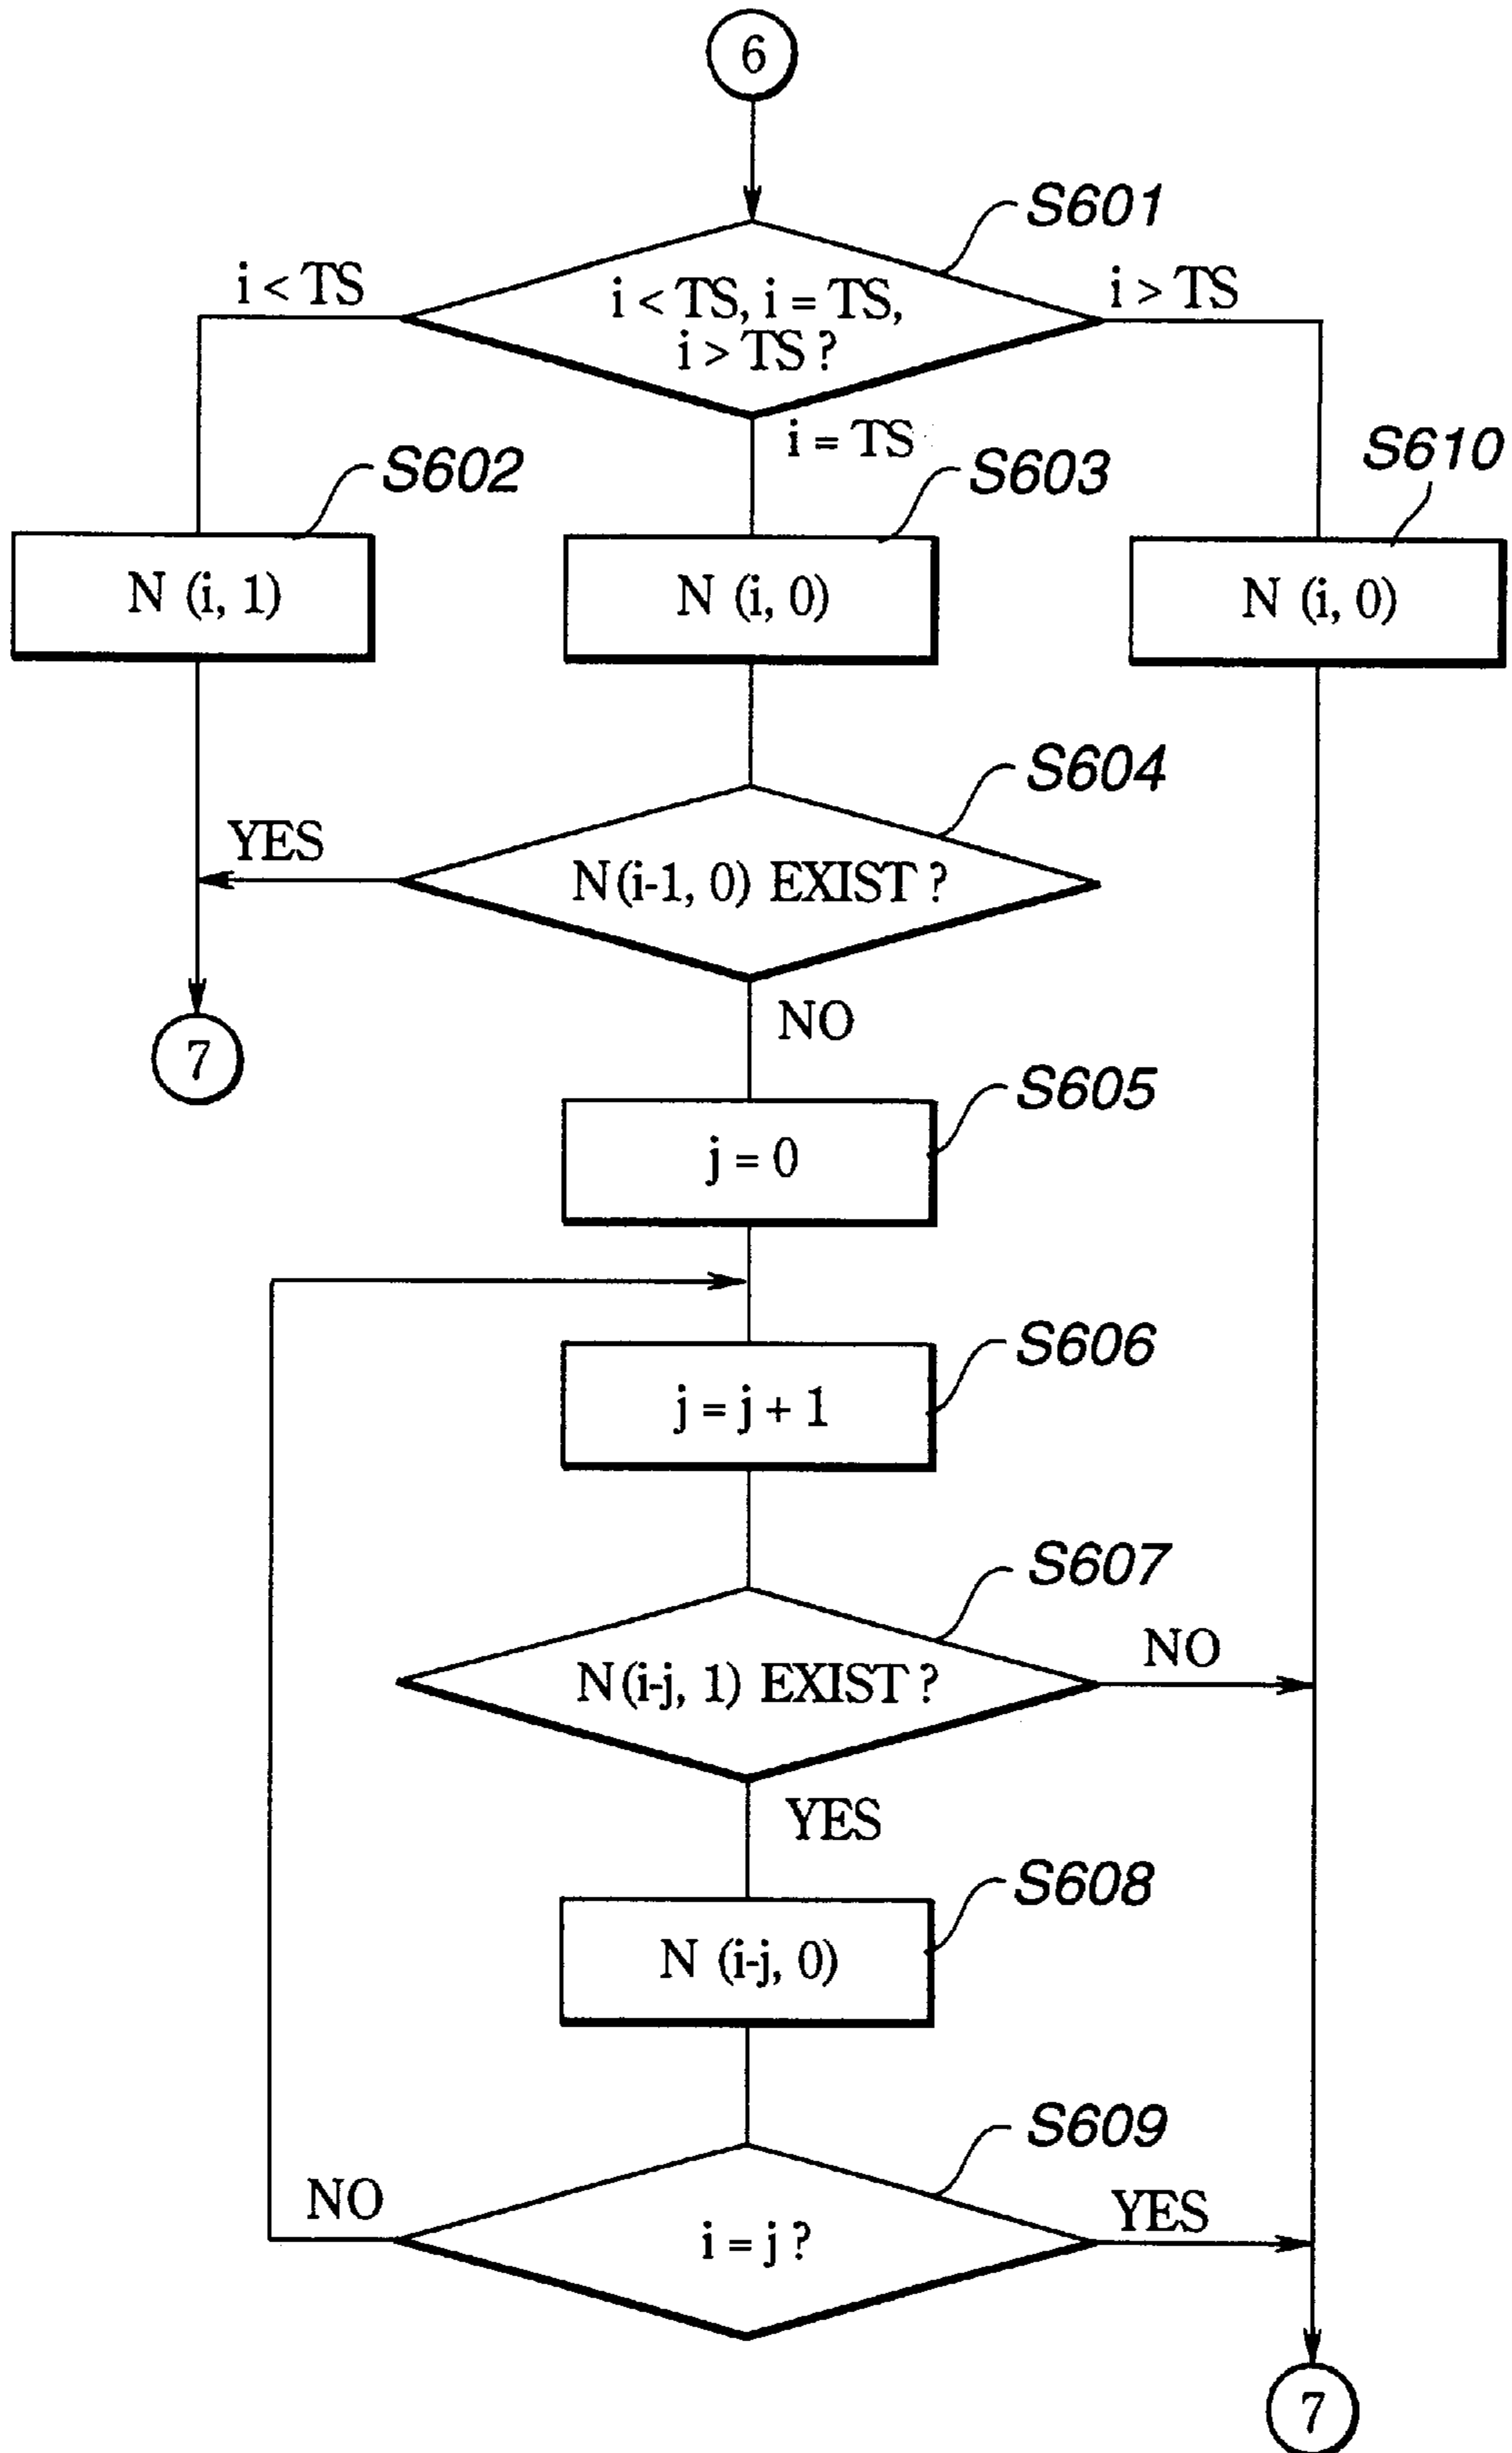 6
S601
i < TS
i < TS, i = TS,
i > TS ?
i > TS
i = TS
S602
S603
S610
N (i, 1)
N (i, 0)
N (i, 0)
S604
YES
N(i-1, 0) EXIST ?
NO
7
S605
j = 0
S606
j = j + 1
S607
N(i-j, 1) EXIST ?
NO
YES
S608
N (i-j, 0)
S609
NO
i = j ?
YES
7